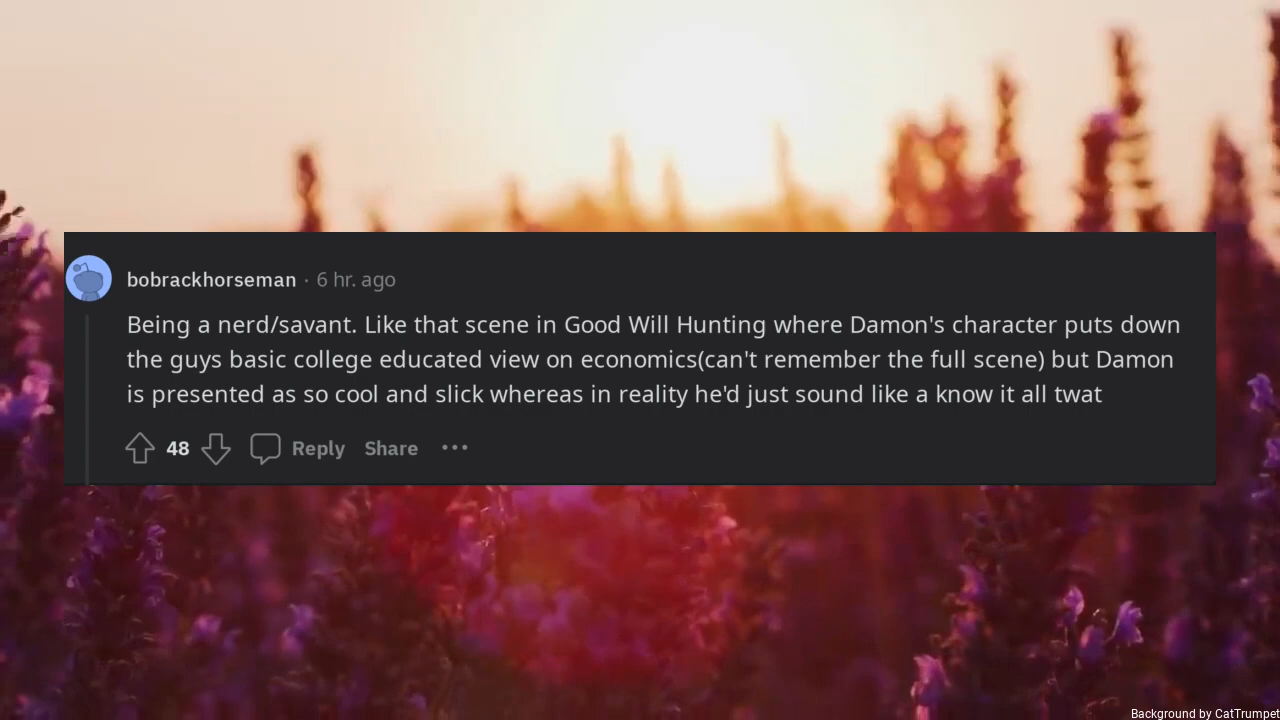 bobrackhorseman · 6 hr. ago
Being a nerd/savant. Like that scene in Good Will Hunting where Damon's character puts down
the guys basic college educated view on economics(can't remember the full scene) but Damon
is presented as so cool and slick whereas in reality he'd just sound like a know it all twat
48 Reply Share ···
Background by CatTrumpet